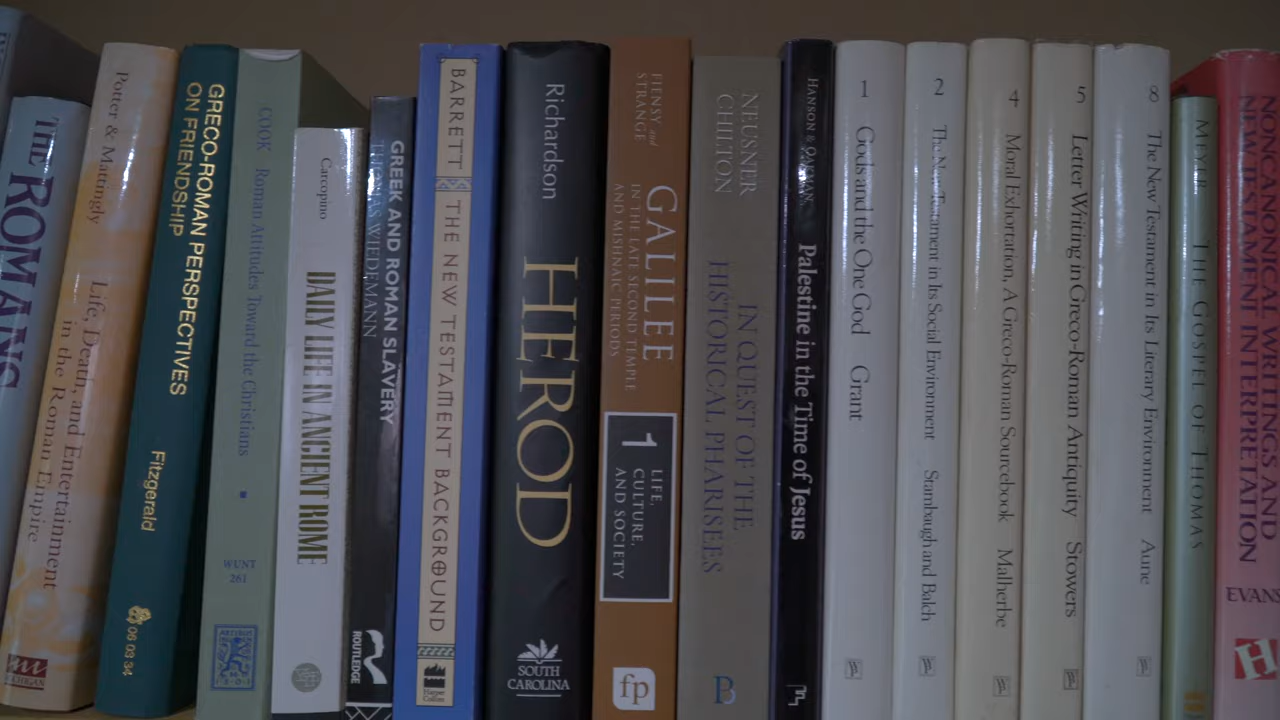 THE ROMANS
Potter & Mattingly
Life, Death, and Entertainment
in the Roman Empire
GRECO-ROMAN PERSPECTIVES
ON FRIENDSHIP
Fitzgerald
06 03 34
COOK
Roman Attitudes Toward the Christians
WUNT
261
Carcopino
DAILY LIFE IN ANCIENT ROME
GREEK AND ROMAN SLAVERY
THOMAS WIEDEMANN
ROUTLEDGE
BARRETT
THE NEW TESTAMENT BACKGROUND
Harper
Collins
Richardson
HEROD
SOUTH
CAROLINA
FIENSY and
STRANGE
GALILEE
IN THE LATE SECOND TEMPLE
AND MISHNAIC PERIODS
1
LIFE,
CULTURE,
AND SOCIETY
fp
NEUSNER
CHILTON
IN QUEST OF THE
HISTORICAL PHARISEES
B
HANSON & OAKMAN
Palestine in the Time of Jesus
1
Gods and the One God
Grant
2
The New Testament in Its Social Environment
Stambaugh and Balch
4
Moral Exhortation, A Greco-Roman Sourcebook
Malherbe
5
Letter Writing in Greco-Roman Antiquity
Stowers
8
The New Testament in Its Literary Environment
Aune
MEYER
THE GOSPEL OF THOMAS
NONCANONICAL WRITINGS AND
NEW TESTAMENT INTERPRETATION
EVANS
H